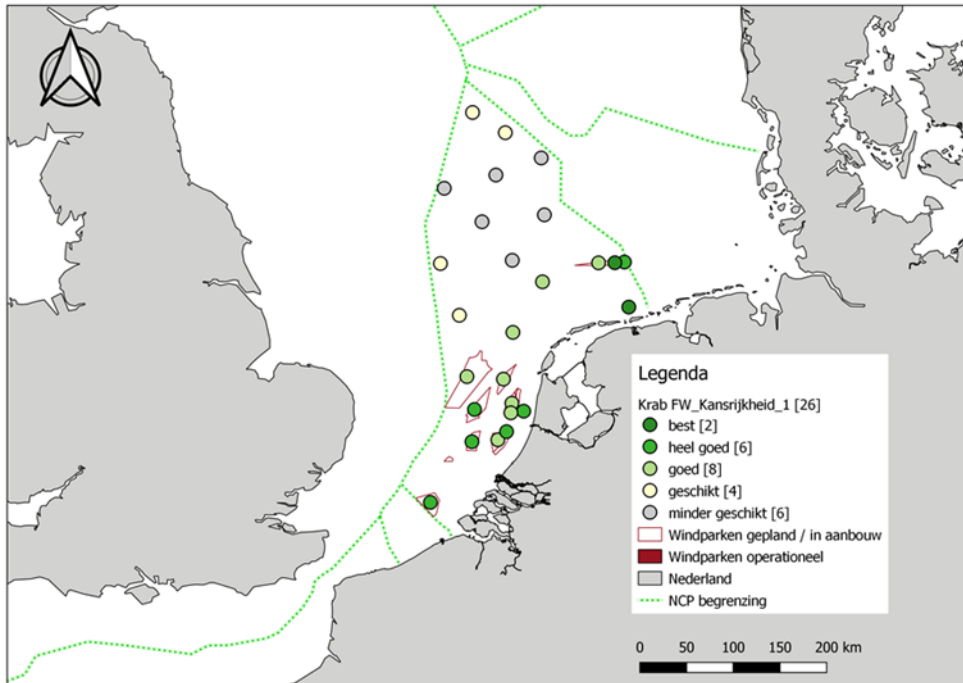 Legenda
Krab FW_Kansrijkheid_1 [26]
best [2]
heel goed [6]
goed [8]
geschikt [4]
minder geschikt [6]
Windparken gepland / in aanbouw
Windparken operationeel
Nederland
NCP begrenzing
0 50 100 150 200 km